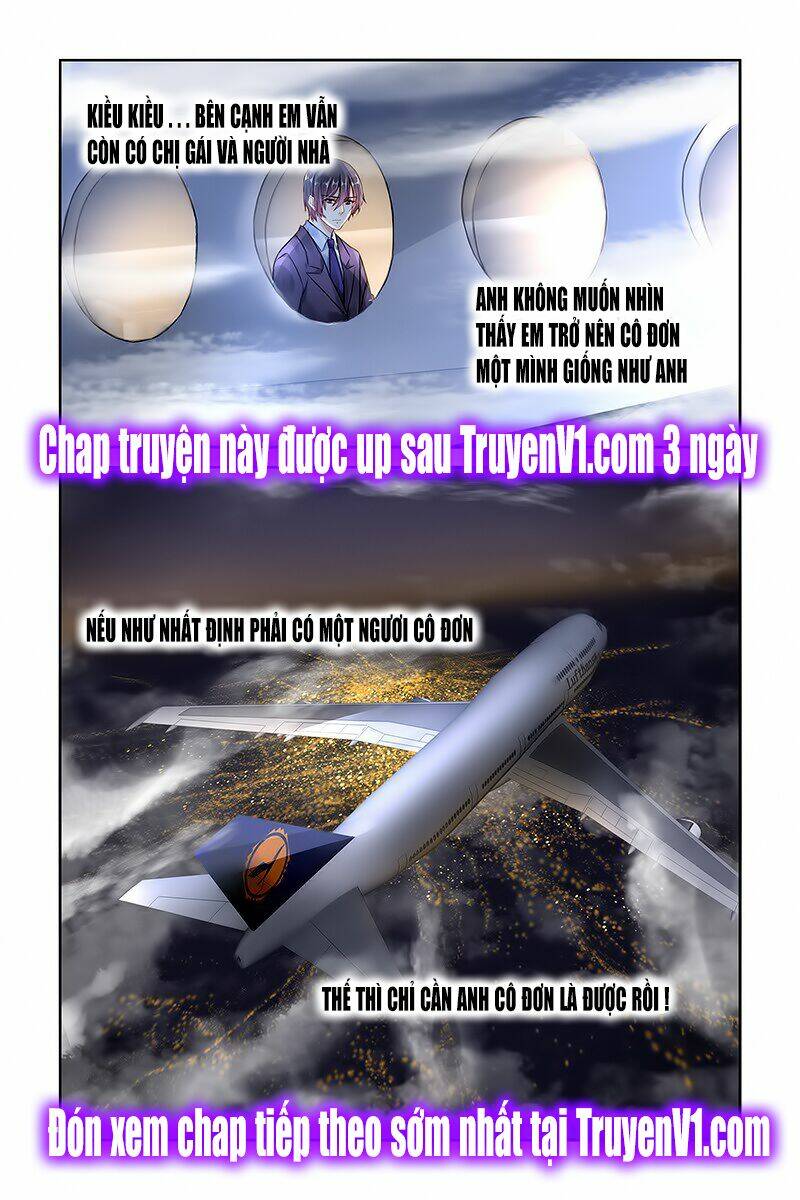 KIỀU KIỀU . . . BÊN CẠNH EM VẪN
CÒN CÓ CHỊ GÁI VÀ NGƯỜI NHÀ
ANH KHÔNG MUỐN NHÌN
THẤY EM TRỞ NÊN CÔ ĐƠN
MỘT MÌNH GIỐNG NHƯ ANH
Chap truyện này được up sau TruyenV1.com 3 ngày
NẾU NHƯ NHẤT ĐỊNH PHẢI CÓ MỘT NGƯƠI CÔ ĐƠN
THẾ THÌ CHỈ CẦN ANH CÔ ĐƠN LÀ ĐƯỢC RỒI !
Đón xem chap tiếp theo sớm nhất tại TruyenV1.com